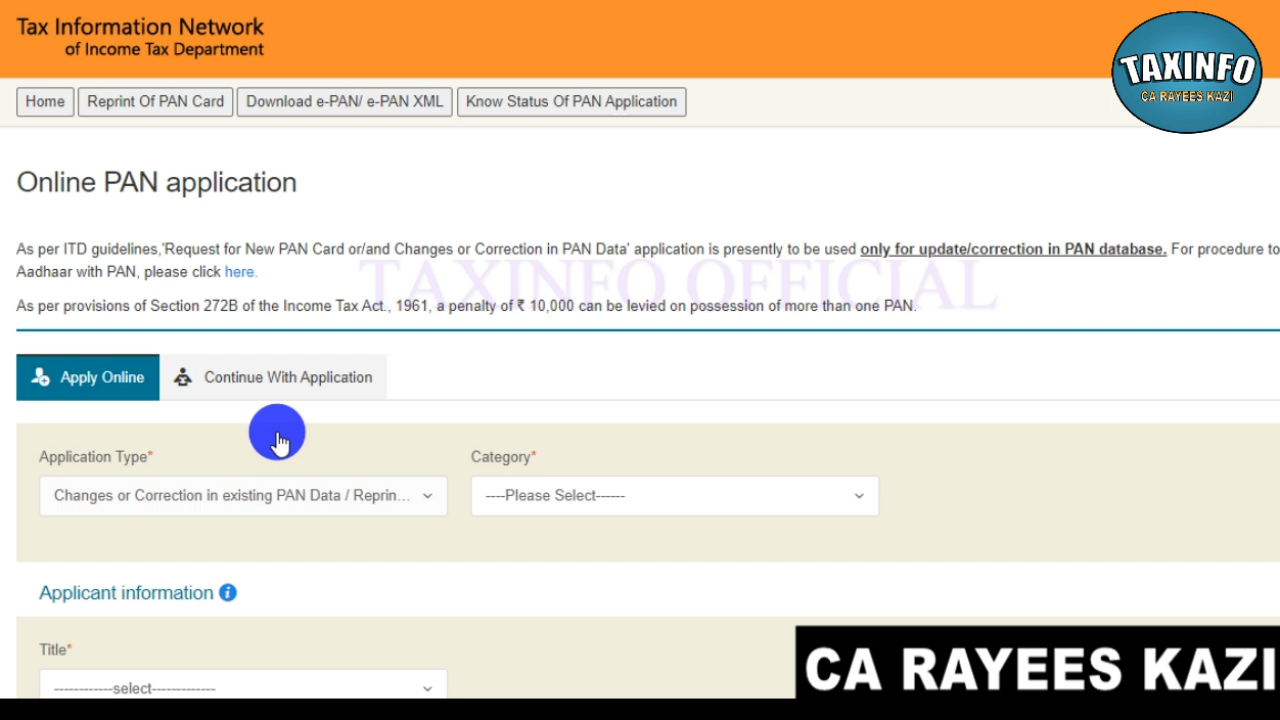 Tax Information Network
of Income Tax Department
TAXINFO
CA RAYEES KAZI
Home
Reprint Of PAN Card
Download e-PAN/ e-PAN XML
Know Status Of PAN Application
Online PAN application
As per ITD guidelines,'Request for New PAN Card or/and Changes or Correction in PAN Data' application is presently to be used only for update/correction in PAN database. For procedure to
Aadhaar with PAN, please click here.
TAXINFO OFFICIAL
As per provisions of Section 272B of the Income Tax Act., 1961, a penalty of ₹ 10,000 can be levied on possession of more than one PAN.
Apply Online
Continue With Application
Application Type*
Category*
Changes or Correction in existing PAN Data / Reprin...
----Please Select------
Applicant information
Title*
------------select-------------
CA RAYEES KAZI